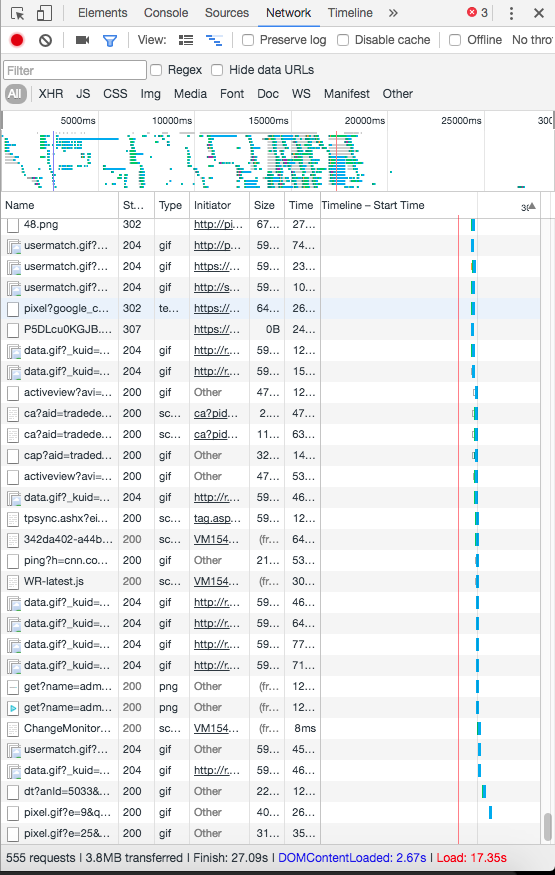 Elements Console Sources Network Timeline » 3
View: Preserve log Disable cache Offline No thro
Filter Regex Hide data URLs
All XHR JS CSS Img Media Font Doc WS Manifest Other
5000ms 10000ms 15000ms 20000ms 25000ms 300
Name St... Type Initiator Size Time Timeline – Start Time 30
48.png 302 http://pi... 67... 27...
usermatch.gif?... 204 gif http://p... 59... 74...
usermatch.gif?... 204 gif https://... 59... 23...
usermatch.gif?... 204 gif http://s... 59... 10...
pixel?google_c... 302 te... https://... 64... 26...
P5DLcu0KGJB... 307 https://... 0B 24...
data.gif?_kuid=... 204 gif http://r.... 59... 12...
data.gif?_kuid=... 204 gif http://r.... 59... 15...
activeview?avi=... 200 gif Other 47... 12...
ca?aid=tradede... 200 sc... ca?pid... 2... 47...
ca?aid=tradede... 200 sc... ca?pid... 11... 63...
cap?aid=traded... 200 gif Other 32... 14...
activeview?avi=... 200 gif Other 47... 53...
data.gif?_kuid=... 204 gif http://r.... 59... 46...
tpsync.ashx?ei... 200 sc... tag.asp... 59... 12...
342da402-a44b... 200 sc... VM154... (fr... 64...
ping?h=cnn.co... 200 gif Other 21... 53...
WR-latest.js 200 sc... VM154... (fr... 30...
data.gif?_kuid=... 204 gif http://r.... 59... 46...
data.gif?_kuid=... 204 gif http://r.... 59... 64...
data.gif?_kuid=... 204 gif http://r.... 59... 77...
data.gif?_kuid=... 204 gif http://r.... 59... 71...
get?name=adm... 200 png Other (fr... 12...
get?name=adm... 200 png Other (fr... 12...
ChangeMonitor... 200 sc... VM154... (fr... 8ms
usermatch.gif?... 204 gif Other 59... 45...
data.gif?_kuid=... 204 gif http://r.... 59... 46...
dt?anId=5033&... 200 gif Other 22... 12...
pixel.gif?e=9&q... 200 gif Other 40... 26...
pixel.gif?e=25&... 200 gif Other 31... 35...
555 requests | 3.8MB transferred | Finish: 27.09s | DOMContentLoaded: 2.67s | Load: 17.35s